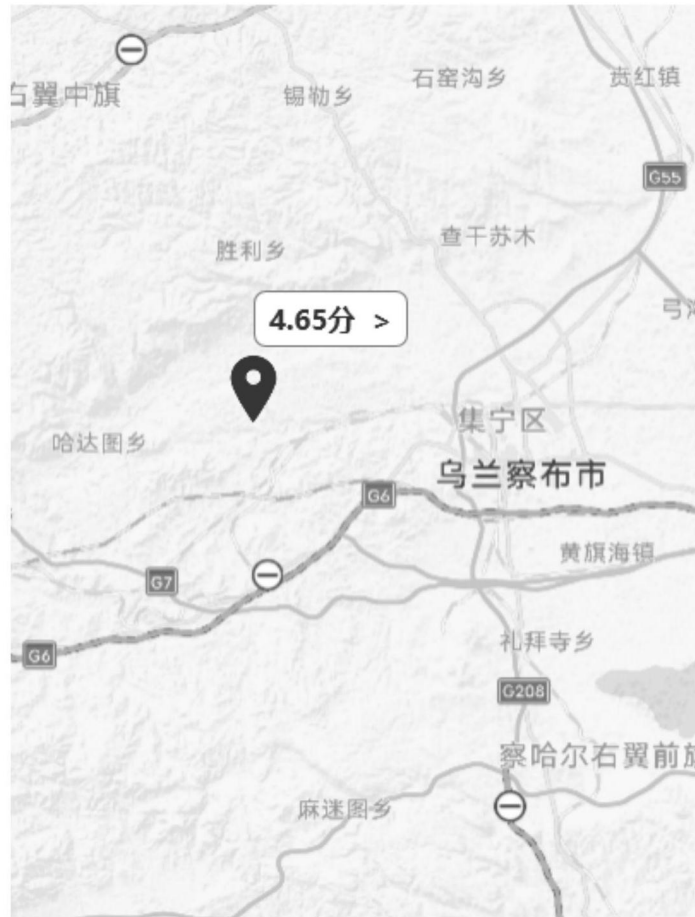 右翼中旗
锡勒乡
石窑沟乡
贲红镇
G55
查干苏木
胜利乡
4.65分 >
集宁区
哈达图乡
乌兰察布市
G6
黄旗海镇
G7
礼拜寺乡
G6
G208
察哈尔右翼前旗
麻迷图乡